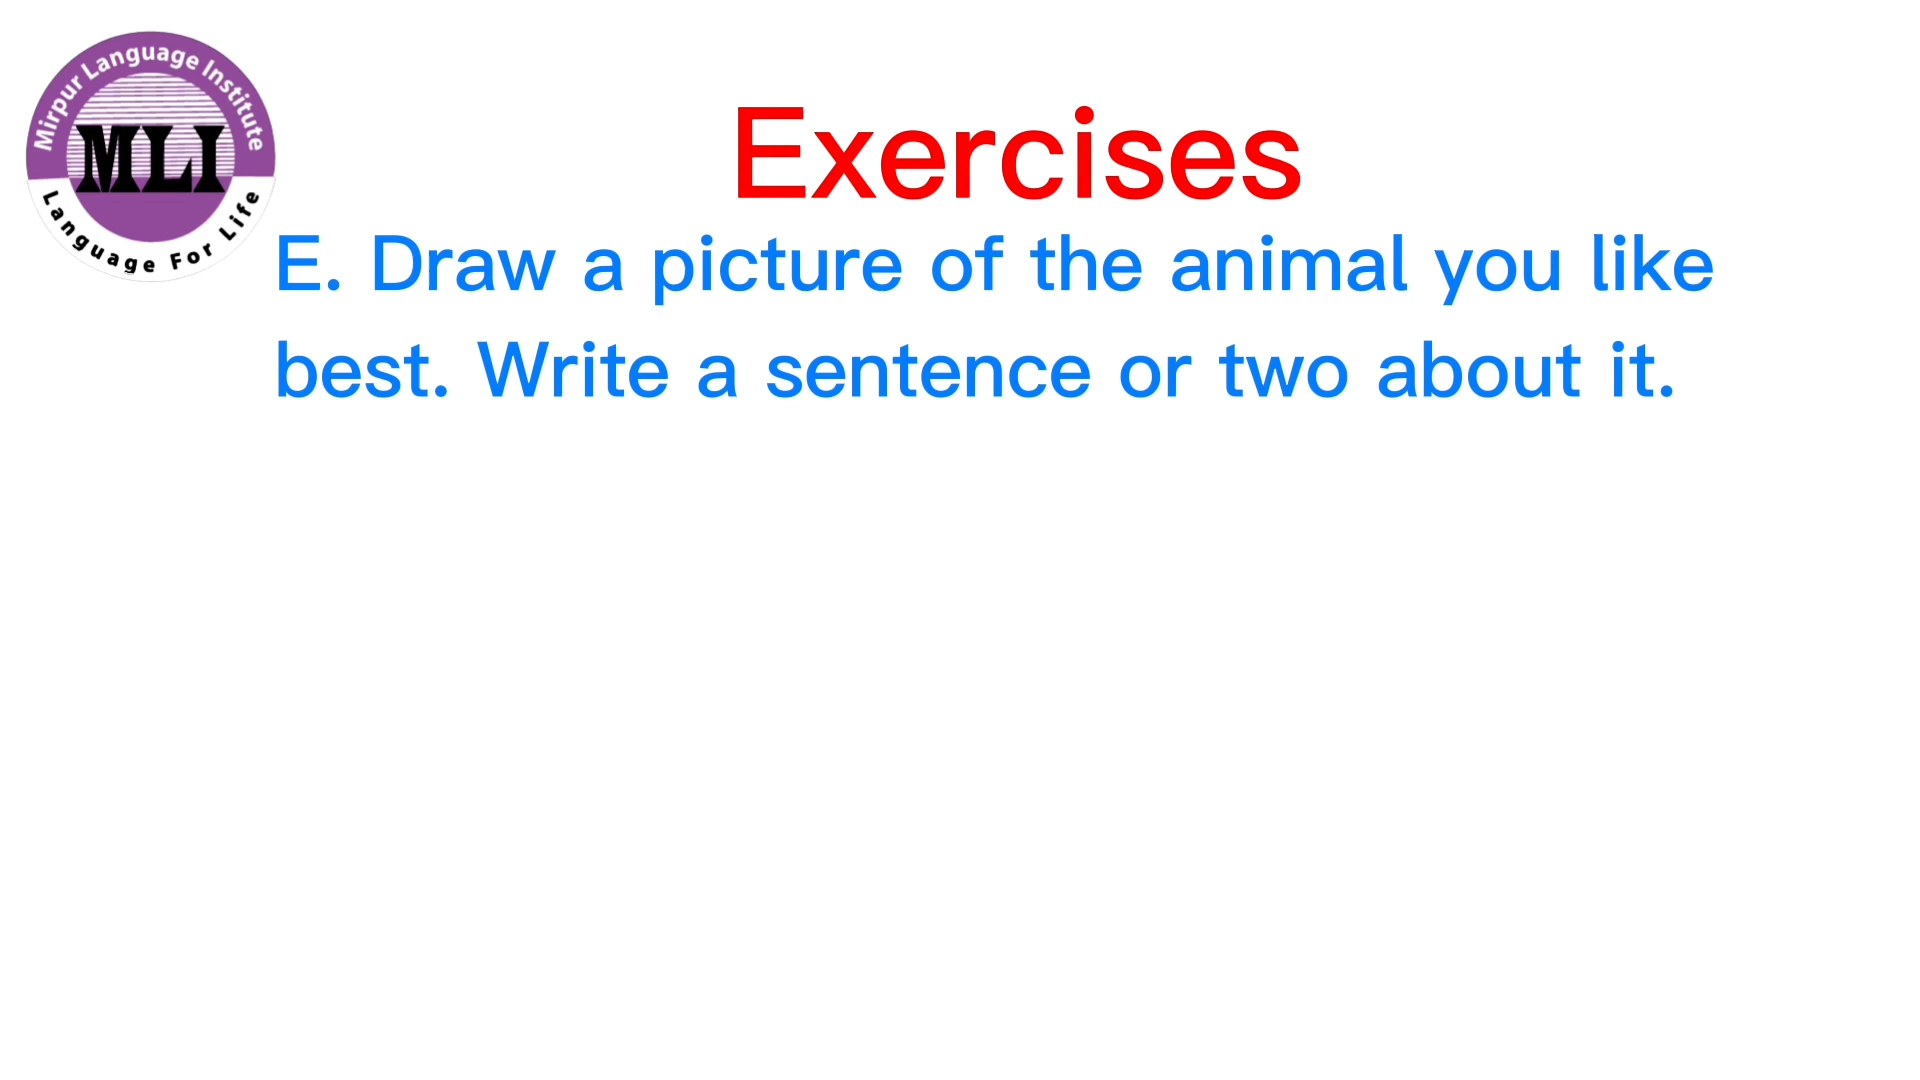 Mirpur Language Institute
MLI
Language For Life
Exercises
E. Draw a picture of the animal you like
best. Write a sentence or two about it.